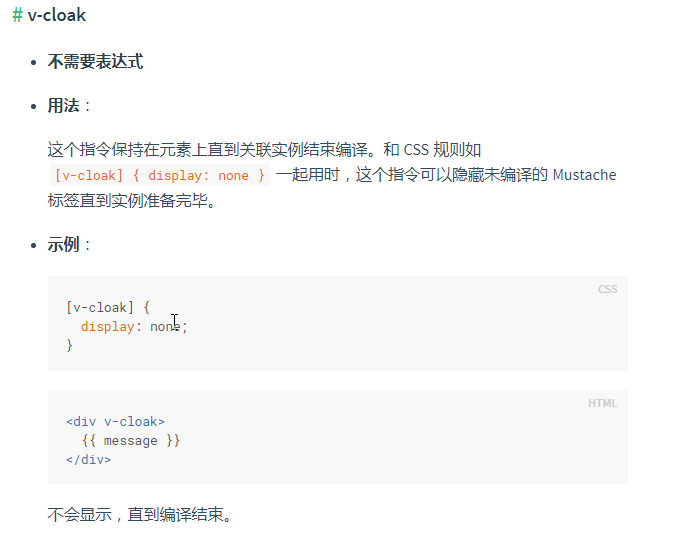 # v-cloak
不需要表达式
用法：
这个指令保持在元素上直到关联实例结束编译。和 CSS 规则如
[v-cloak] { display: none } 一起用时，这个指令可以隐藏未编译的 Mustache
标签直到实例准备完毕。
示例：
CSS
[v-cloak] {
  display: none;
}
HTML
<div v-cloak>
  {{ message }}
</div>
不会显示，直到编译结束。